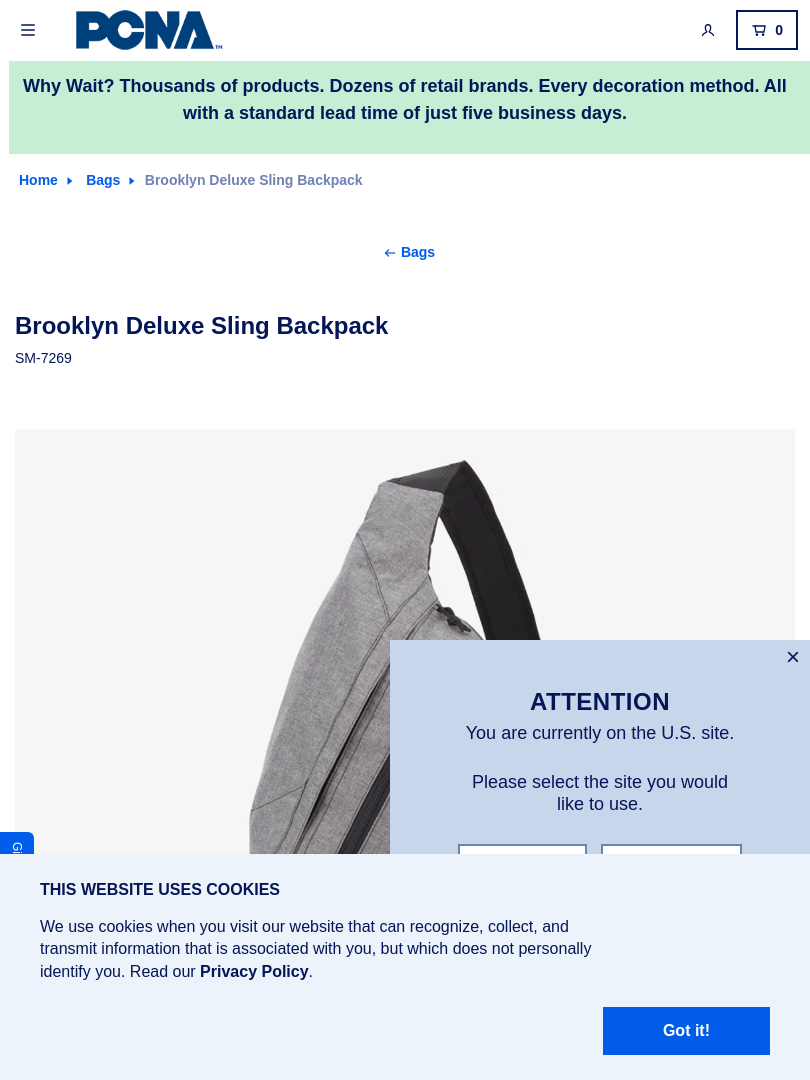 PCNA™
0
Why Wait? Thousands of products. Dozens of retail brands. Every decoration method. All
with a standard lead time of just five business days.
Home Bags Brooklyn Deluxe Sling Backpack
Bags
Brooklyn Deluxe Sling Backpack
SM-7269
ATTENTION
You are currently on the U.S. site.
Please select the site you would
like to use.
THIS WEBSITE USES COOKIES
We use cookies when you visit our website that can recognize, collect, and
transmit information that is associated with you, but which does not personally
identify you. Read our Privacy Policy.
Got it!